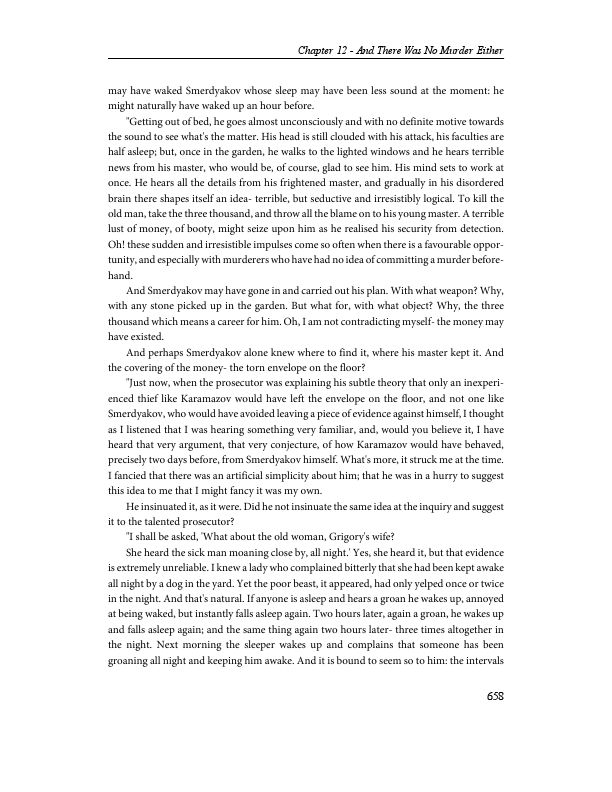 Chapter 12 - And There Was No Murder Either
may have waked Smerdyakov whose sleep may have been less sound at the moment: he
might naturally have waked up an hour before.
"Getting out of bed, he goes almost unconsciously and with no definite motive towards
the sound to see what's the matter. His head is still clouded with his attack, his faculties are
half asleep; but, once in the garden, he walks to the lighted windows and he hears terrible
news from his master, who would be, of course, glad to see him. His mind sets to work at
once. He hears all the details from his frightened master, and gradually in his disordered
brain there shapes itself an idea- terrible, but seductive and irresistibly logical. To kill the
old man, take the three thousand, and throw all the blame on to his young master. A terrible
lust of money, of booty, might seize upon him as he realised his security from detection.
Oh! these sudden and irresistible impulses come so often when there is a favourable oppor-
tunity, and especially with murderers who have had no idea of committing a murder before-
hand.
And Smerdyakov may have gone in and carried out his plan. With what weapon? Why,
with any stone picked up in the garden. But what for, with what object? Why, the three
thousand which means a career for him. Oh, I am not contradicting myself- the money may
have existed.
And perhaps Smerdyakov alone knew where to find it, where his master kept it. And
the covering of the money- the torn envelope on the floor?
"Just now, when the prosecutor was explaining his subtle theory that only an inexperi-
enced thief like Karamazov would have left the envelope on the floor, and not one like
Smerdyakov, who would have avoided leaving a piece of evidence against himself, I thought
as I listened that I was hearing something very familiar, and, would you believe it, I have
heard that very argument, that very conjecture, of how Karamazov would have behaved,
precisely two days before, from Smerdyakov himself. What's more, it struck me at the time.
I fancied that there was an artificial simplicity about him; that he was in a hurry to suggest
this idea to me that I might fancy it was my own.
He insinuated it, as it were. Did he not insinuate the same idea at the inquiry and suggest
it to the talented prosecutor?
"I shall be asked, 'What about the old woman, Grigory's wife?
She heard the sick man moaning close by, all night.' Yes, she heard it, but that evidence
is extremely unreliable. I knew a lady who complained bitterly that she had been kept awake
all night by a dog in the yard. Yet the poor beast, it appeared, had only yelped once or twice
in the night. And that's natural. If anyone is asleep and hears a groan he wakes up, annoyed
at being waked, but instantly falls asleep again. Two hours later, again a groan, he wakes up
and falls asleep again; and the same thing again two hours later- three times altogether in
the night. Next morning the sleeper wakes up and complains that someone has been
groaning all night and keeping him awake. And it is bound to seem so to him: the intervals
658